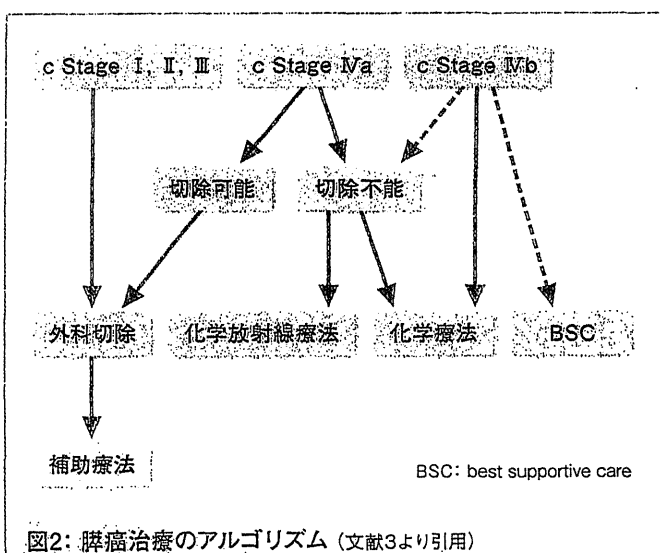 c Stage Ⅰ, Ⅱ, Ⅲ c Stage Ⅳa c Stage Ⅳb
切除可能 切除不能
外科切除 化学放射線療法 化学療法 BSC
補助療法
BSC: best supportive care
図2: 膵癌治療のアルゴリズム (文献3より引用)